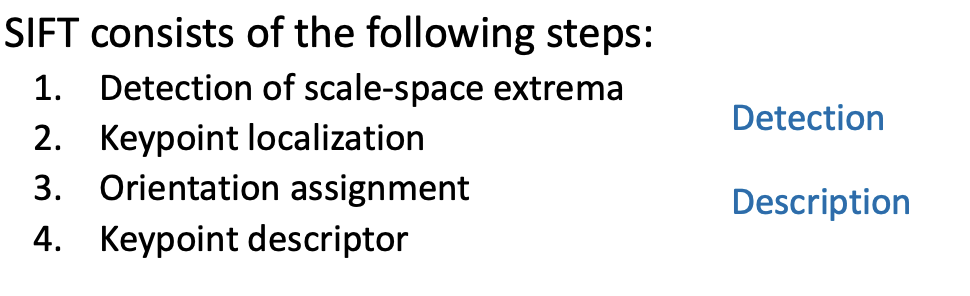 SIFT consists of the following steps:
1. Detection of scale-space extrema
2. Keypoint localization
3. Orientation assignment
4. Keypoint descriptor
Detection
Description